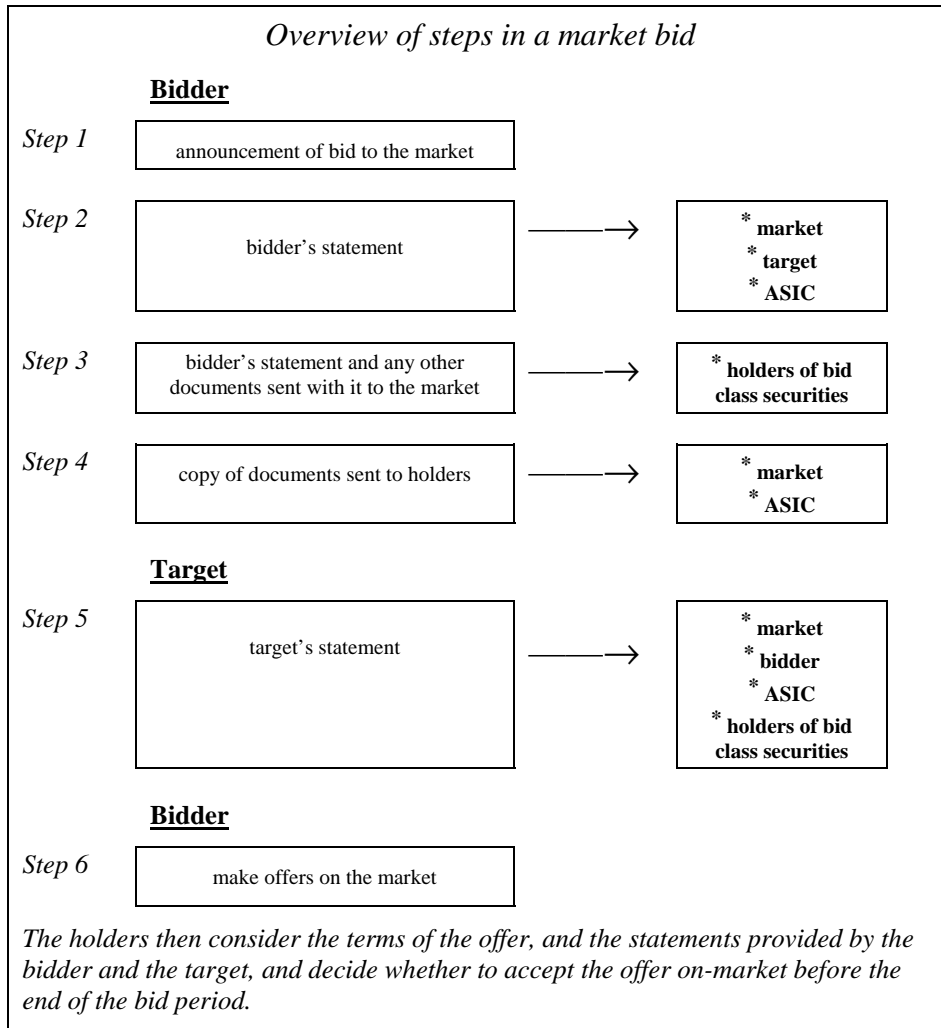 Overview of steps in a market bid
Bidder
Step 1
announcement of bid to the market
Step 2
bidder’s statement
* market
* target
* ASIC
Step 3
bidder’s statement and any other
documents sent with it to the market
* holders of bid
class securities
Step 4
copy of documents sent to holders
* market
* ASIC
Target
Step 5
target’s statement
* market
* bidder
* ASIC
* holders of bid
class securities
Bidder
Step 6
make offers on the market
The holders then consider the terms of the offer, and the statements provided by the
bidder and the target, and decide whether to accept the offer on-market before the
end of the bid period.